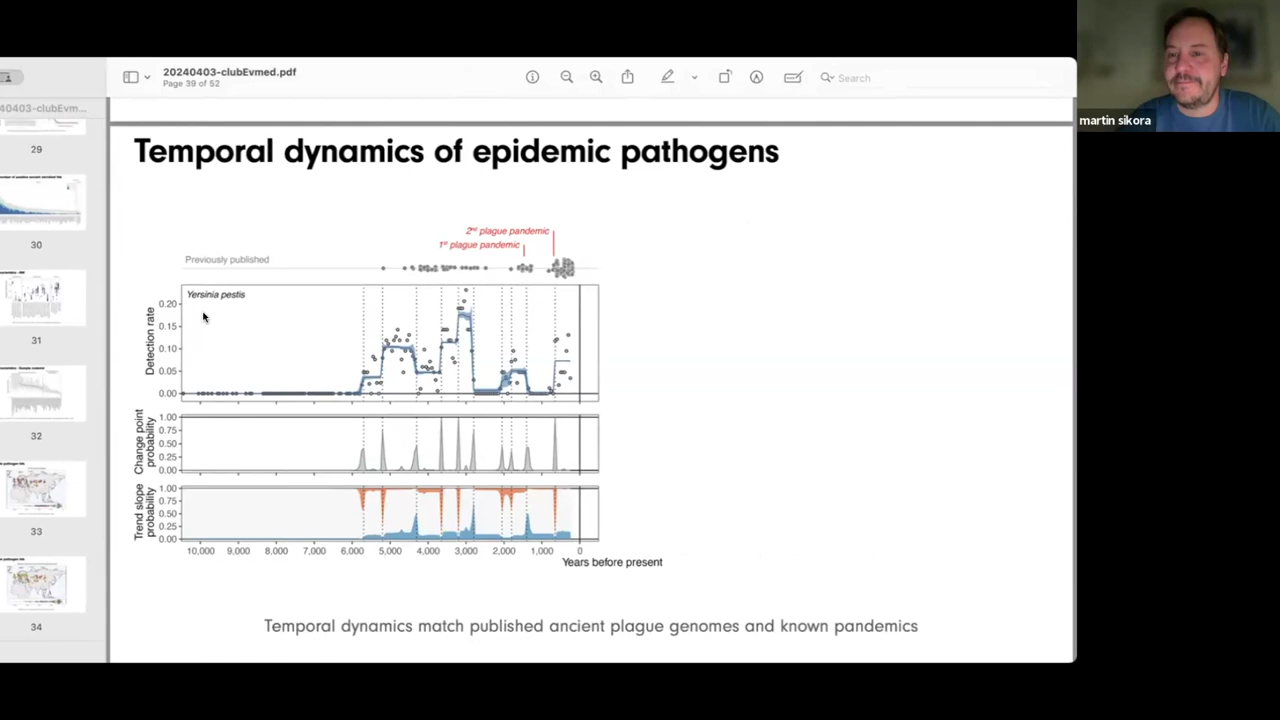 20240403-clubEvmed.pdf
Page 39 of 52
Search
martin sikora
40403-clubEvm...
29
30
31
32
33
34
Temporal dynamics of epidemic pathogens
2nd plague pandemic
1st plague pandemic
Previously published
Yersinia pestis
Detection rate
0.20
0.15
0.10
0.05
0.00
Change point
probability
1.00
0.75
0.50
0.25
0.00
Trend slope
probability
1.00
0.75
0.50
0.25
0.00
10,000 9,000 8,000 7,000 6,000 5,000 4,000 3,000 2,000 1,000 0
Years before present
Temporal dynamics match published ancient plague genomes and known pandemics